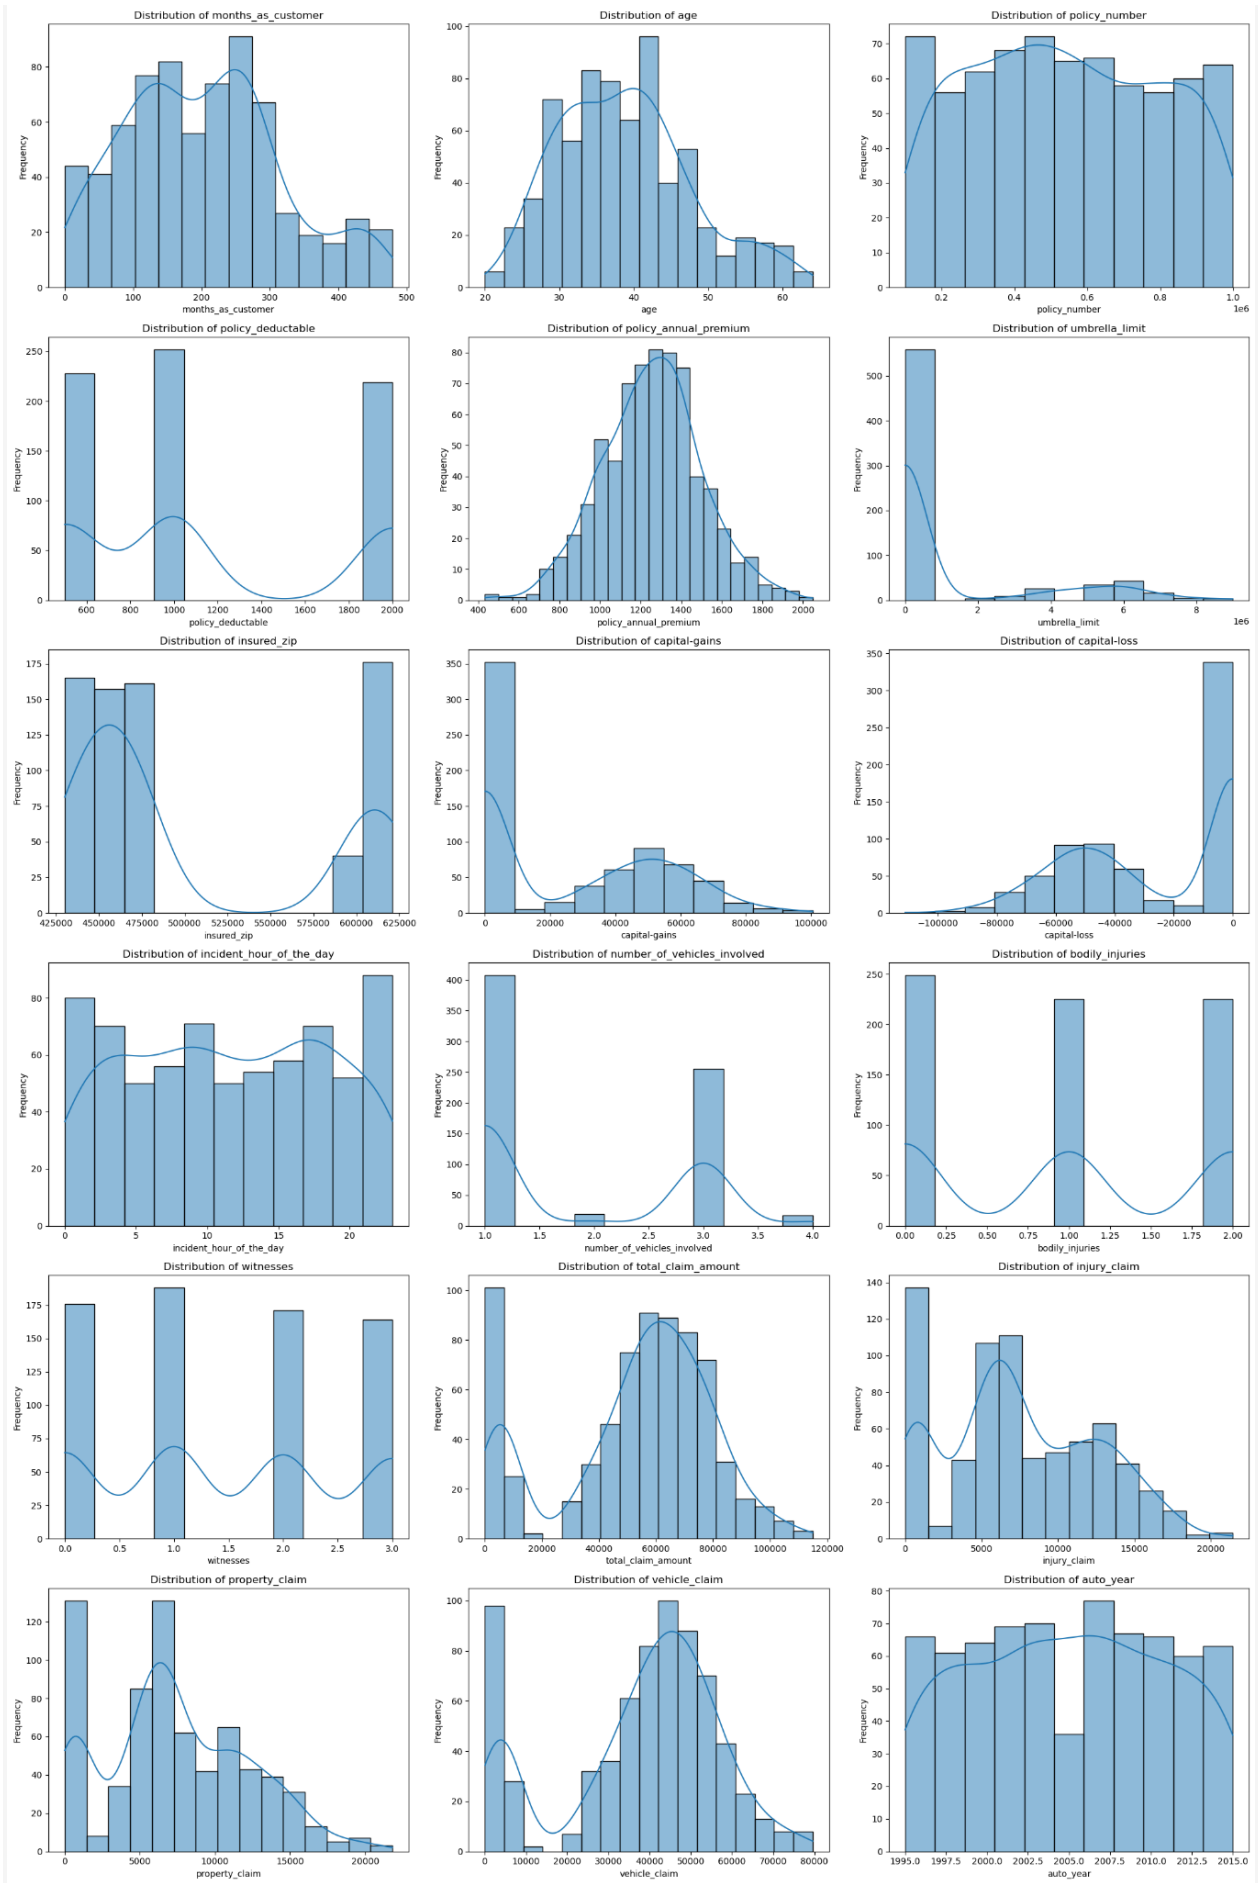 Distribution of months_as_customer
80
60
40
20
0
Frequency
0 100 200 300 400 500
months_as_customer
Distribution of age
100
80
60
40
20
0
Frequency
20 30 40 50 60
age
Distribution of policy_number
70
60
50
40
30
20
10
0
Frequency
0.2 0.4 0.6 0.8 1.0
1e6
policy_number
Distribution of policy_deductable
250
200
150
100
50
0
Frequency
600 800 1000 1200 1400 1600 1800 2000
policy_deductable
Distribution of policy_annual_premium
80
70
60
50
40
30
20
10
0
Frequency
400 600 800 1000 1200 1400 1600 1800 2000
policy_annual_premium
Distribution of umbrella_limit
500
400
300
200
100
0
Frequency
0 2 4 6 8
1e6
umbrella_limit
Distribution of insured_zip
175
150
125
100
75
50
25
0
Frequency
425000 450000 475000 500000 525000 550000 575000 600000 625000
insured_zip
Distribution of capital-gains
350
300
250
200
150
100
50
0
Frequency
0 20000 40000 60000 80000 100000
capital-gains
Distribution of capital-loss
350
300
250
200
150
100
50
0
Frequency
−100000 −80000 −60000 −40000 −20000 0
capital-loss
Distribution of incident_hour_of_the_day
80
60
40
20
0
Frequency
0 5 10 15 20
incident_hour_of_the_day
Distribution of number_of_vehicles_involved
400
350
300
250
200
150
100
50
0
Frequency
1.0 1.5 2.0 2.5 3.0 3.5 4.0
number_of_vehicles_involved
Distribution of bodily_injuries
250
200
150
100
50
0
Frequency
0.00 0.25 0.50 0.75 1.00 1.25 1.50 1.75 2.00
bodily_injuries
Distribution of witnesses
175
150
125
100
75
50
25
0
Frequency
0.0 0.5 1.0 1.5 2.0 2.5 3.0
witnesses
Distribution of total_claim_amount
100
80
60
40
20
0
Frequency
0 20000 40000 60000 80000 100000 120000
total_claim_amount
Distribution of injury_claim
140
120
100
80
60
40
20
0
Frequency
0 5000 10000 15000 20000
injury_claim
Distribution of property_claim
120
100
80
60
40
20
0
Frequency
0 5000 10000 15000 20000
property_claim
Distribution of vehicle_claim
100
80
60
40
20
0
Frequency
0 10000 20000 30000 40000 50000 60000 70000 80000
vehicle_claim
Distribution of auto_year
80
70
60
50
40
30
20
10
0
Frequency
1995.0 1997.5 2000.0 2002.5 2005.0 2007.5 2010.0 2012.5 2015.0
auto_year